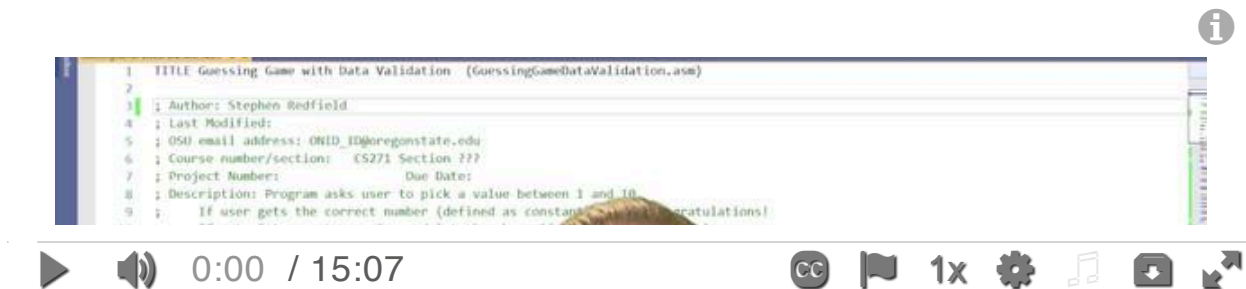 1 TITLE Guessing Game with Data Validation (GuessingGameDataValidation.asm)
2
3 ; Author: Stephen Redfield
4 ; Last Modified:
5 ; OSU email address: ONID_ID@oregonstate.edu
6 ; Course number/section: CS271 Section ???
7 ; Project Number: Due Date:
8 ; Description: Program asks user to pick a value between 1 and 10.
9 ; If user gets the correct number (defined as constant
0:00 / 15:07 CC 1x